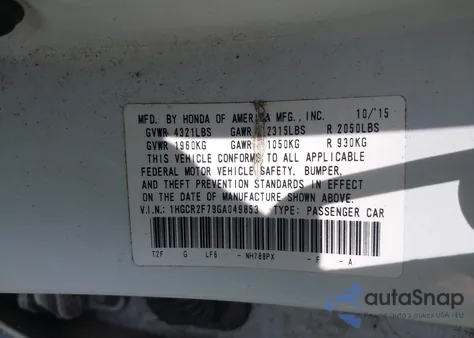 MFD. BY HONDA OF AMERICA MFG., INC. 10/'15
GVWR 4321LBS GAWR F 2315LBS R 2050LBS
GVWR 1960KG GAWR F 1050KG R 930KG
THIS VEHICLE CONFORMS TO ALL APPLICABLE
FEDERAL MOTOR VEHICLE SAFETY, BUMPER,
AND THEFT PREVENTION STANDARDS IN EFFECT
ON THE DATE OF MANUFACTURE SHOWN ABOVE.
V.I.N: 1HGCR2F79GA049853 TYPE: PASSENGER CAR
T2F G LF6 -NH788PX - F - A
autoSnap